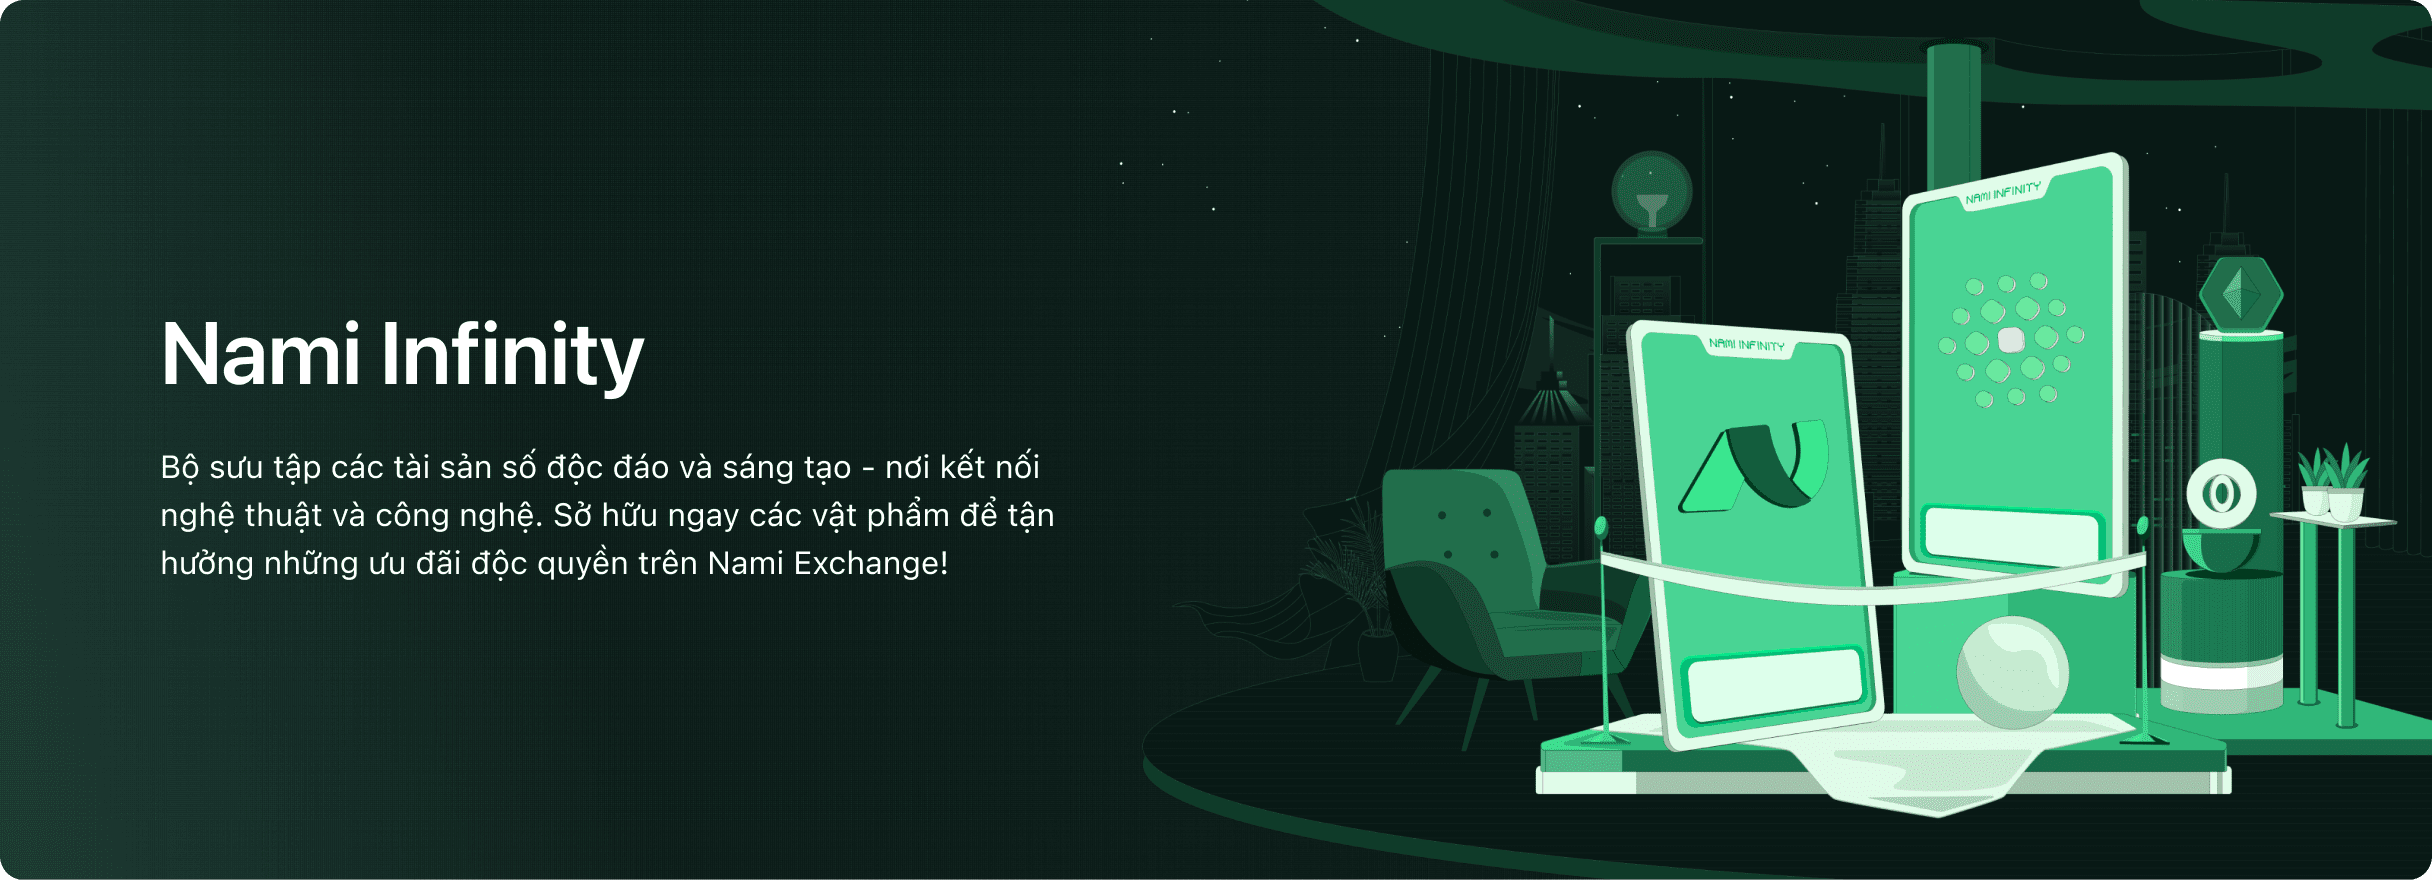 Nami Infinity
Bộ sưu tập các tài sản số độc đáo và sáng tạo - nơi kết nối
nghệ thuật và công nghệ. Sở hữu ngay các vật phẩm để tận
hưởng những ưu đãi độc quyền trên Nami Exchange!
NAMI INFINITY
NAMI INFINITY